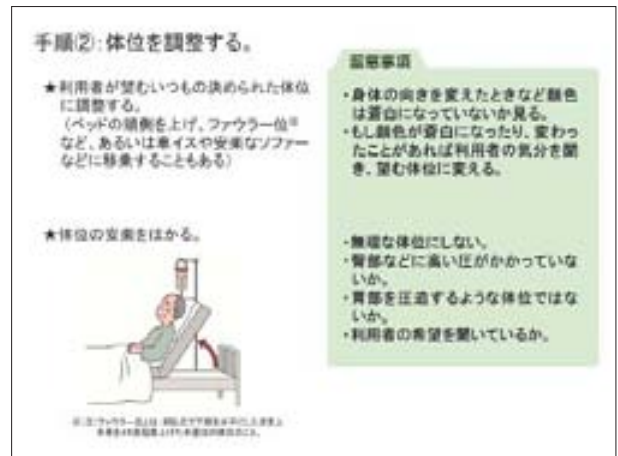 手順②：体位を調整する。
★利用者が望むいつもの決められた体位
に調整する。
（ベッドの頭側を上げ、ファウラー位※
など、あるいは車イスや安楽なソファー
などに移乗することもある）
★体位の安楽をはかる。
留意事項
・身体の向きを変えたときなど顔色
は蒼白になっていないか見る。
・もし顔色が蒼白になったり、変わっ
たことがあれば利用者の気分を聞
き、望む体位に変える。
・無理な体位にしない。
・臀部などに高い圧がかかっていな
いか。
・胃部を圧迫するような体位ではな
いか。
・利用者の希望を聞いているか。